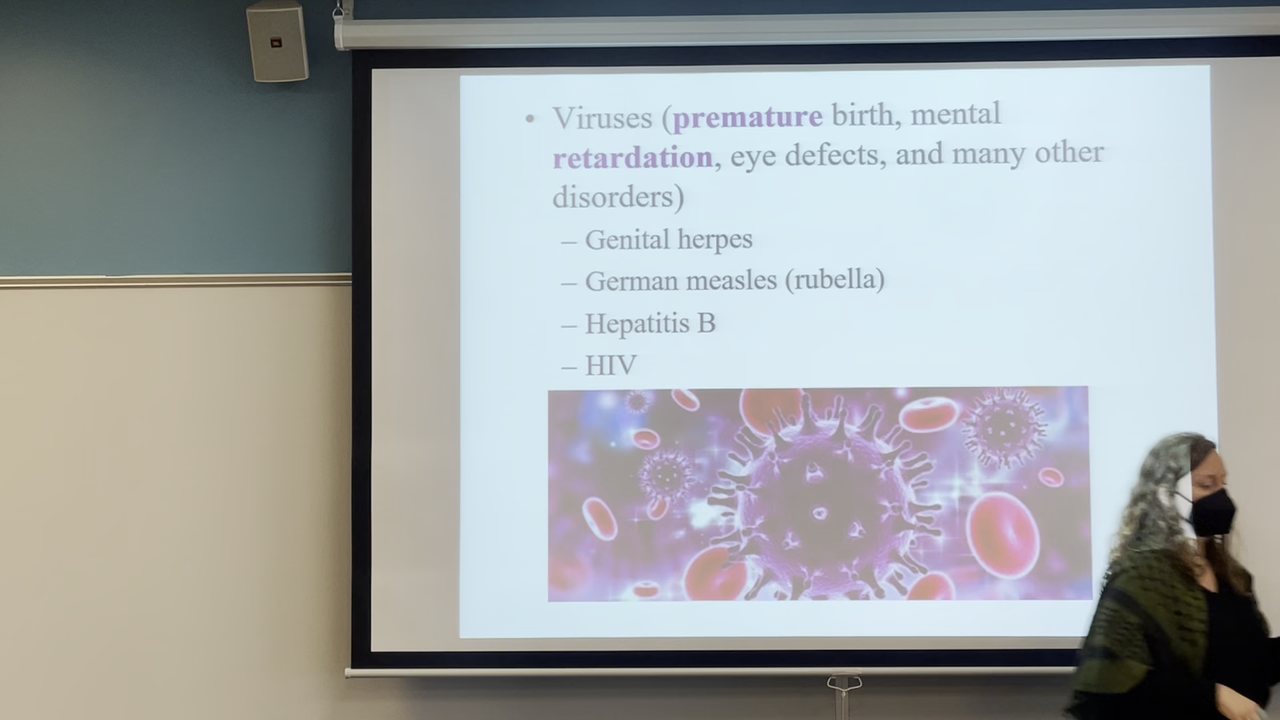 • Viruses (premature birth, mental
retardation, eye defects, and many other
disorders)
– Genital herpes
– German measles (rubella)
– Hepatitis B
– HIV